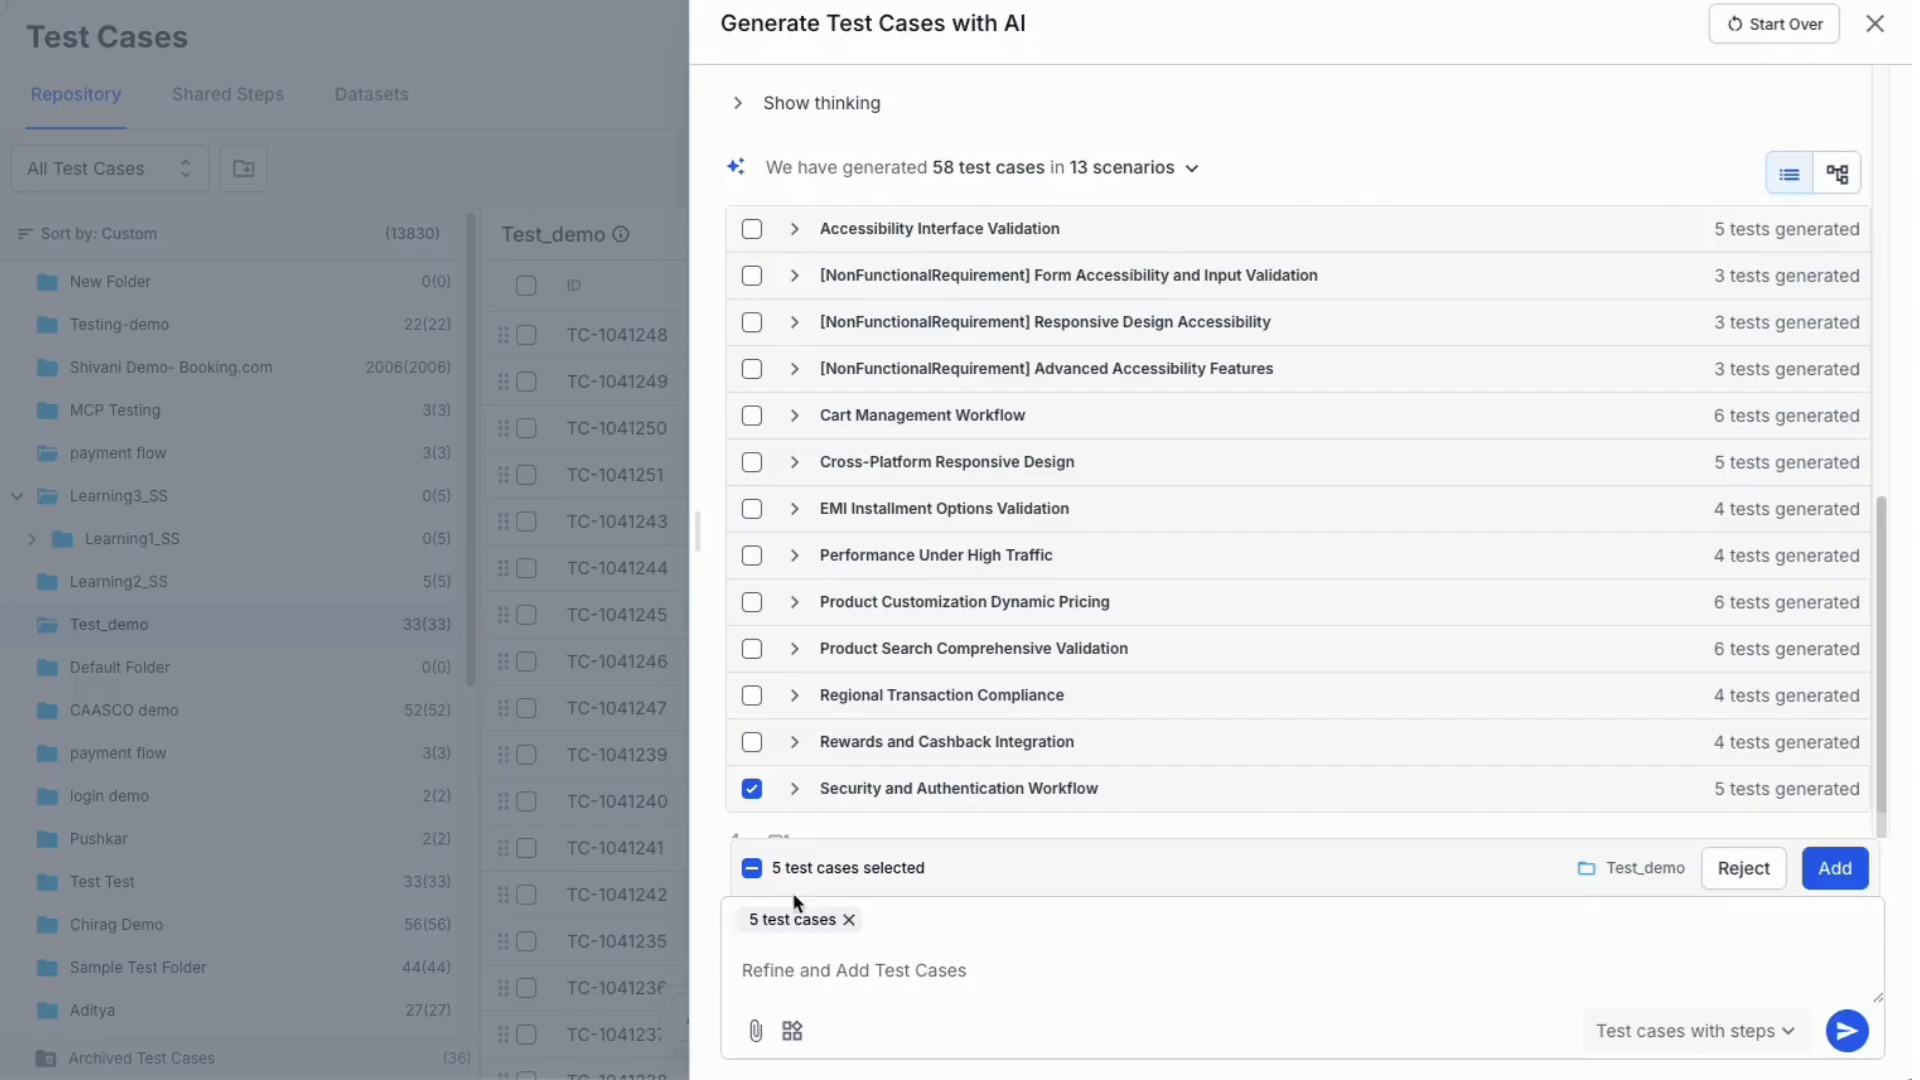 Test Cases
Repository
Shared Steps
Datasets
All Test Cases
Sort by: Custom
(13830)
New Folder
0(0)
Testing-demo
22(22)
Shivani Demo- Booking.com
2006(2006)
MCP Testing
3(3)
payment flow
3(3)
Learning3_SS
0(5)
Learning1_SS
0(5)
Learning2_SS
5(5)
Test_demo
33(33)
Default Folder
0(0)
CAASCO demo
52(52)
payment flow
3(3)
login demo
2(2)
Pushkar
2(2)
Test Test
33(33)
Chirag Demo
56(56)
Sample Test Folder
44(44)
Aditya
27(27)
Archived Test Cases
(36)
Test_demo
ID
TC-1041248
TC-1041249
TC-1041250
TC-1041251
TC-1041243
TC-1041244
TC-1041245
TC-1041246
TC-1041247
TC-1041239
TC-1041240
TC-1041241
TC-1041242
TC-1041235
TC-1041236
TC-1041237
Generate Test Cases with AI
Start Over
Show thinking
We have generated 58 test cases in 13 scenarios
Accessibility Interface Validation
5 tests generated
[NonFunctionalRequirement] Form Accessibility and Input Validation
3 tests generated
[NonFunctionalRequirement] Responsive Design Accessibility
3 tests generated
[NonFunctionalRequirement] Advanced Accessibility Features
3 tests generated
Cart Management Workflow
6 tests generated
Cross-Platform Responsive Design
5 tests generated
EMI Installment Options Validation
4 tests generated
Performance Under High Traffic
4 tests generated
Product Customization Dynamic Pricing
6 tests generated
Product Search Comprehensive Validation
6 tests generated
Regional Transaction Compliance
4 tests generated
Rewards and Cashback Integration
4 tests generated
Security and Authentication Workflow
5 tests generated
5 test cases selected
Test_demo
Reject
Add
5 test cases
Refine and Add Test Cases
Test cases with steps